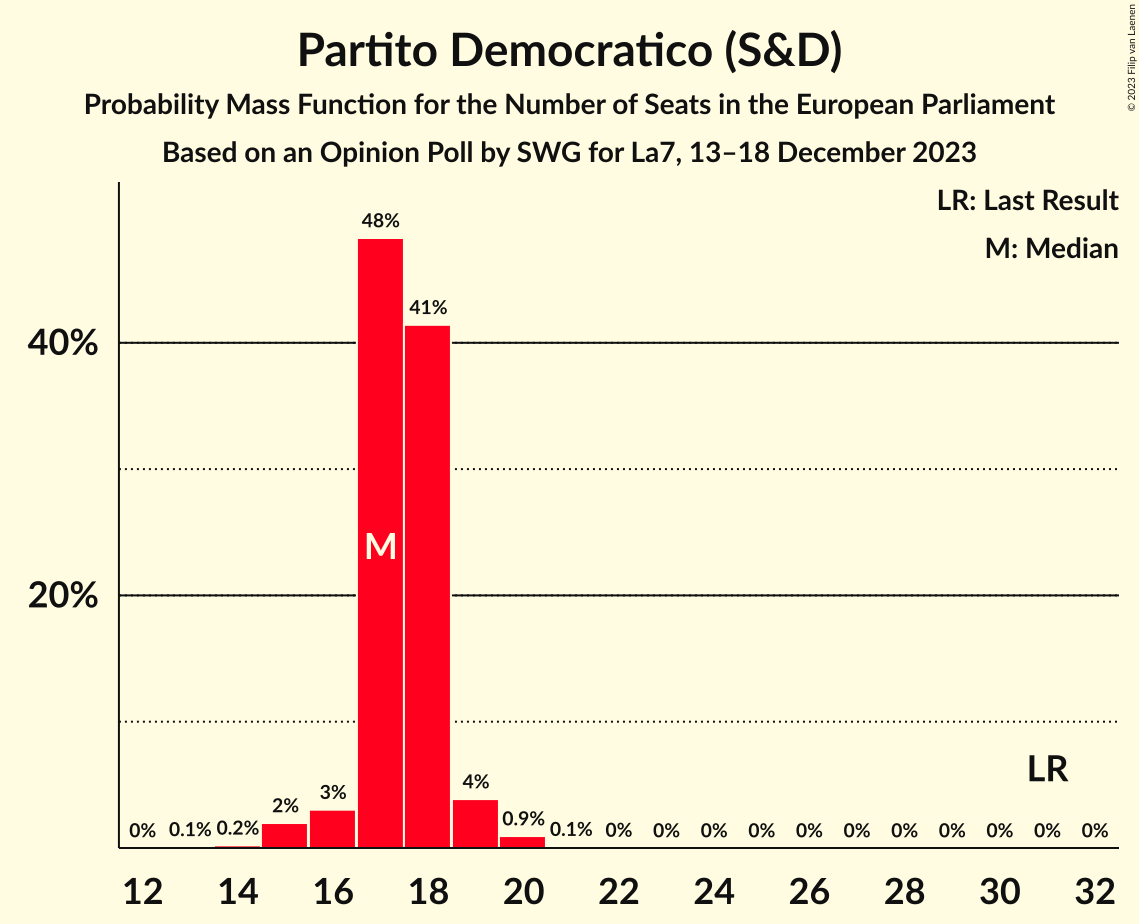 Partito Democratico (S&D)
Probability Mass Function for the Number of Seats in the European Parliament
Based on an Opinion Poll by SWG for La7, 13–18 December 2023
© 2023 Filip van Laenen
LR: Last Result
M: Median
48%
41%
40%
M
20%
LR
0% 0.1% 0.2% 2% 3% 4% 0.9% 0.1% 0% 0% 0% 0% 0% 0% 0% 0% 0% 0% 0%
12 14 16 18 20 22 24 26 28 30 32